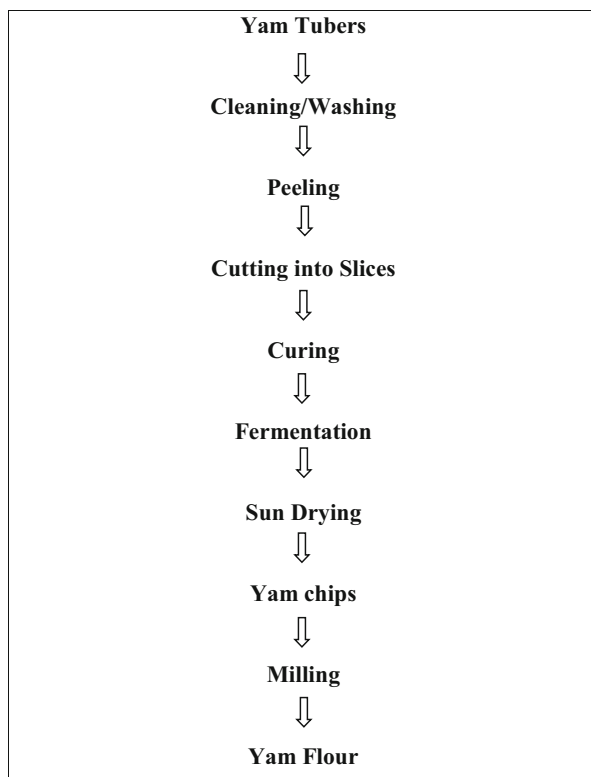 Yam Tubers
Cleaning/Washing
Peeling
Cutting into Slices
Curing
Fermentation
Sun Drying
Yam chips
Milling
Yam Flour